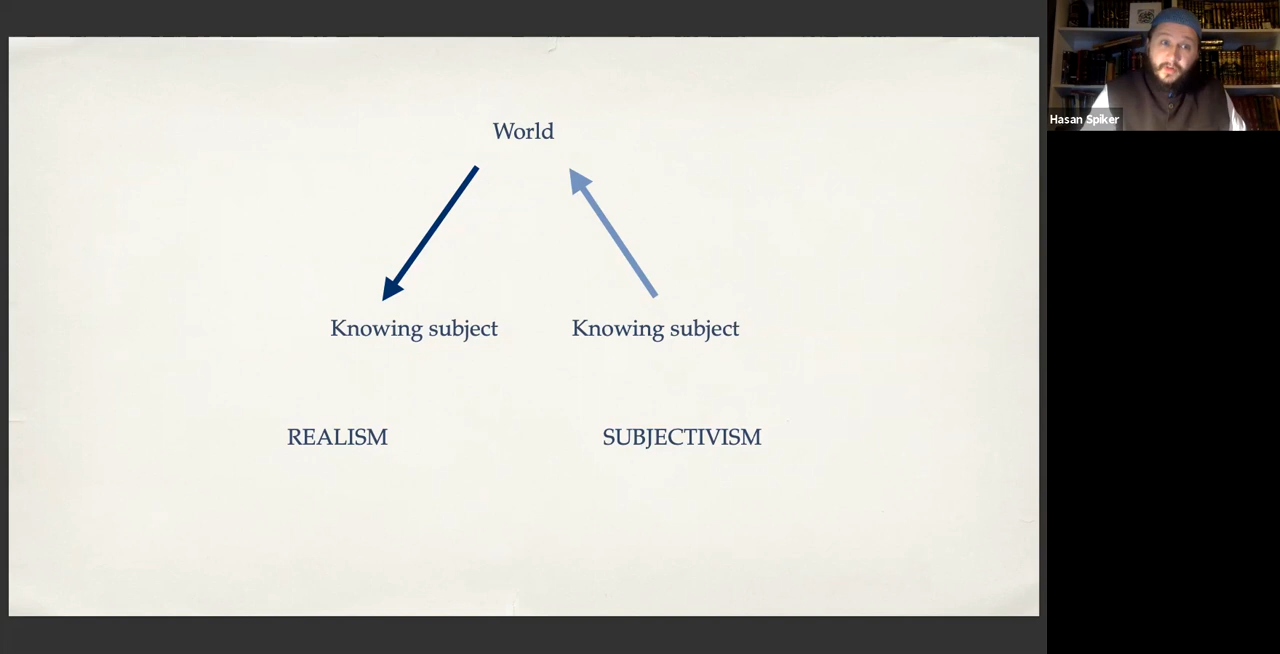 World
Knowing subject
Knowing subject
REALISM
SUBJECTIVISM
Hasan Spiker